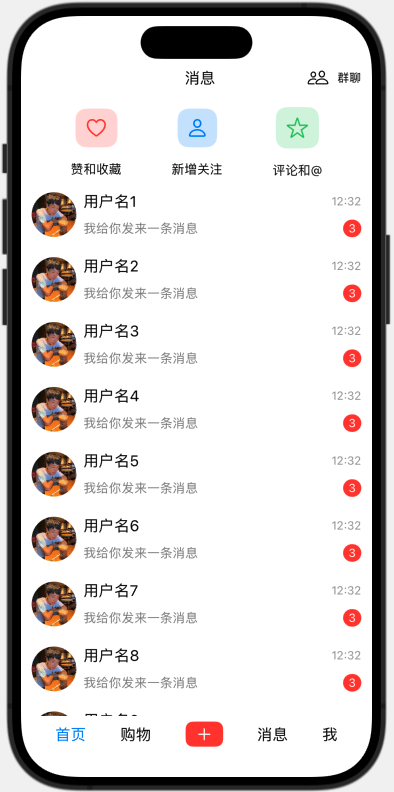 消息
群聊
赞和收藏
新增关注
评论和@
用户名1
12:32
我给你发来一条消息
3
用户名2
12:32
我给你发来一条消息
3
用户名3
12:32
我给你发来一条消息
3
用户名4
12:32
我给你发来一条消息
3
用户名5
12:32
我给你发来一条消息
3
用户名6
12:32
我给你发来一条消息
3
用户名7
12:32
我给你发来一条消息
3
用户名8
12:32
我给你发来一条消息
3
首页
购物
消息
我